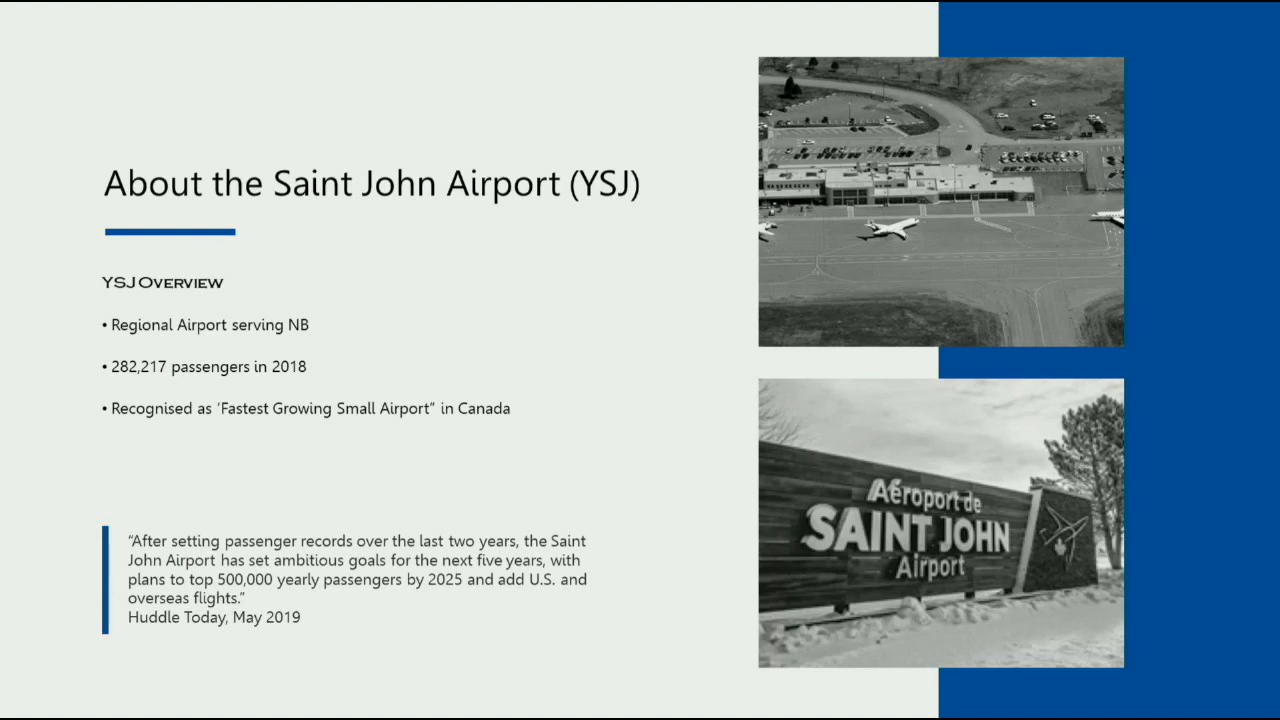 About the Saint John Airport (YSJ)
YSJ Overview
• Regional Airport serving NB
• 282,217 passengers in 2018
• Recognised as ‘Fastest Growing Small Airport” in Canada
“After setting passenger records over the last two years, the Saint
John Airport has set ambitious goals for the next five years, with
plans to top 500,000 yearly passengers by 2025 and add U.S. and
overseas flights.”
Huddle Today, May 2019
Aéroport de
SAINT JOHN
Airport